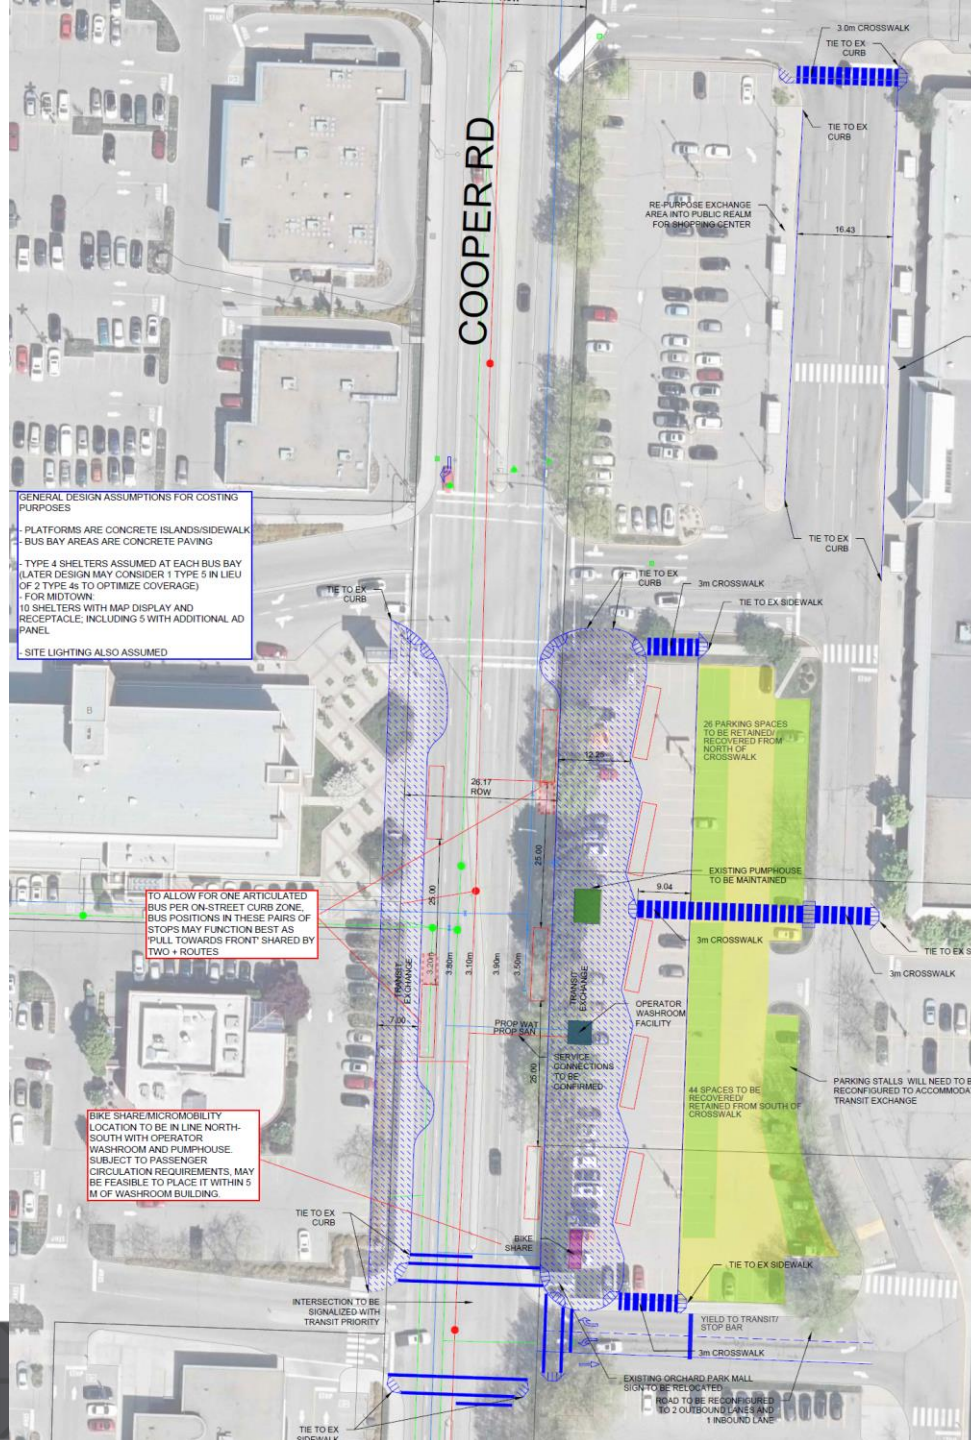 ROW
3.0m CROSSWALK
TIE TO EX
CURB
TIE TO EX
CURB
COOPER RD
RE-PURPOSE EXCHANGE
AREA INTO PUBLIC REALM
FOR SHOPPING CENTER
16.43
GENERAL DESIGN ASSUMPTIONS FOR COSTING
PURPOSES
- PLATFORMS ARE CONCRETE ISLANDS/SIDEWALK
- BUS BAY AREAS ARE CONCRETE PAVING
- TYPE 4 SHELTERS ASSUMED AT EACH BUS BAY
(LATER DESIGN MAY CONSIDER 1 TYPE 5 IN LIEU
OF 2 TYPE 4s TO OPTIMIZE COVERAGE)
- FOR MIDTOWN:
10 SHELTERS WITH MAP DISPLAY AND
RECEPTACLE; INCLUDING 5 WITH ADDITIONAL AD
PANEL
- SITE LIGHTING ALSO ASSUMED
TIE TO EX
CURB
TIE TO EX
CURB
TIE TO EX
CURB
3m CROSSWALK
TIE TO EX SIDEWALK
26 PARKING SPACES
TO BE RETAINED/
RECOVERED FROM
NORTH OF
CROSSWALK
26.17
ROW
25.00
25.00
EXISTING PUMPHOUSE
TO BE MAINTAINED
9.04
TO ALLOW FOR ONE ARTICULATED
BUS PER ON-STREET CURB ZONE,
BUS POSITIONS IN THESE PAIRS OF
STOPS MAY FUNCTION BEST AS
'PULL TOWARDS FRONT' SHARED BY
TWO + ROUTES
3m CROSSWALK
TIE TO EX S
3m CROSSWALK
TRANSIT
EXCHANGE
3.20m
3.80m
3.10m
3.90m
3.50m
TRANSIT
EXCHANGE
7.00
PROP WAT
PROP SAN
OPERATOR
WASHROOM
FACILITY
SERVICE
CONNECTIONS
TO BE
CONFIRMED
25.00
44 SPACES TO BE
RECOVERED/
RETAINED FROM SOUTH OF
CROSSWALK
PARKING STALLS WILL NEED TO B
RECONFIGURED TO ACCOMMODA
TRANSIT EXCHANGE
BIKE SHARE/MICROMOBILITY
LOCATION TO BE IN LINE NORTH-
SOUTH WITH OPERATOR
WASHROOM AND PUMPHOUSE.
SUBJECT TO PASSENGER
CIRCULATION REQUIREMENTS, MAY
BE FEASIBLE TO PLACE IT WITHIN 5
M OF WASHROOM BUILDING.
TIE TO EX
CURB
BIKE
SHARE
TIE TO EX SIDEWALK
INTERSECTION TO BE
SIGNALIZED WITH
TRANSIT PRIORITY
YIELD TO TRANSIT/
STOP BAR
3m CROSSWALK
EXISTING ORCHARD PARK MALL
SIGN TO BE RELOCATED
ROAD TO BE RECONFIGURED
TO 2 OUTBOUND LANES AND
1 INBOUND LANE
TIE TO EX
SIDEWALK